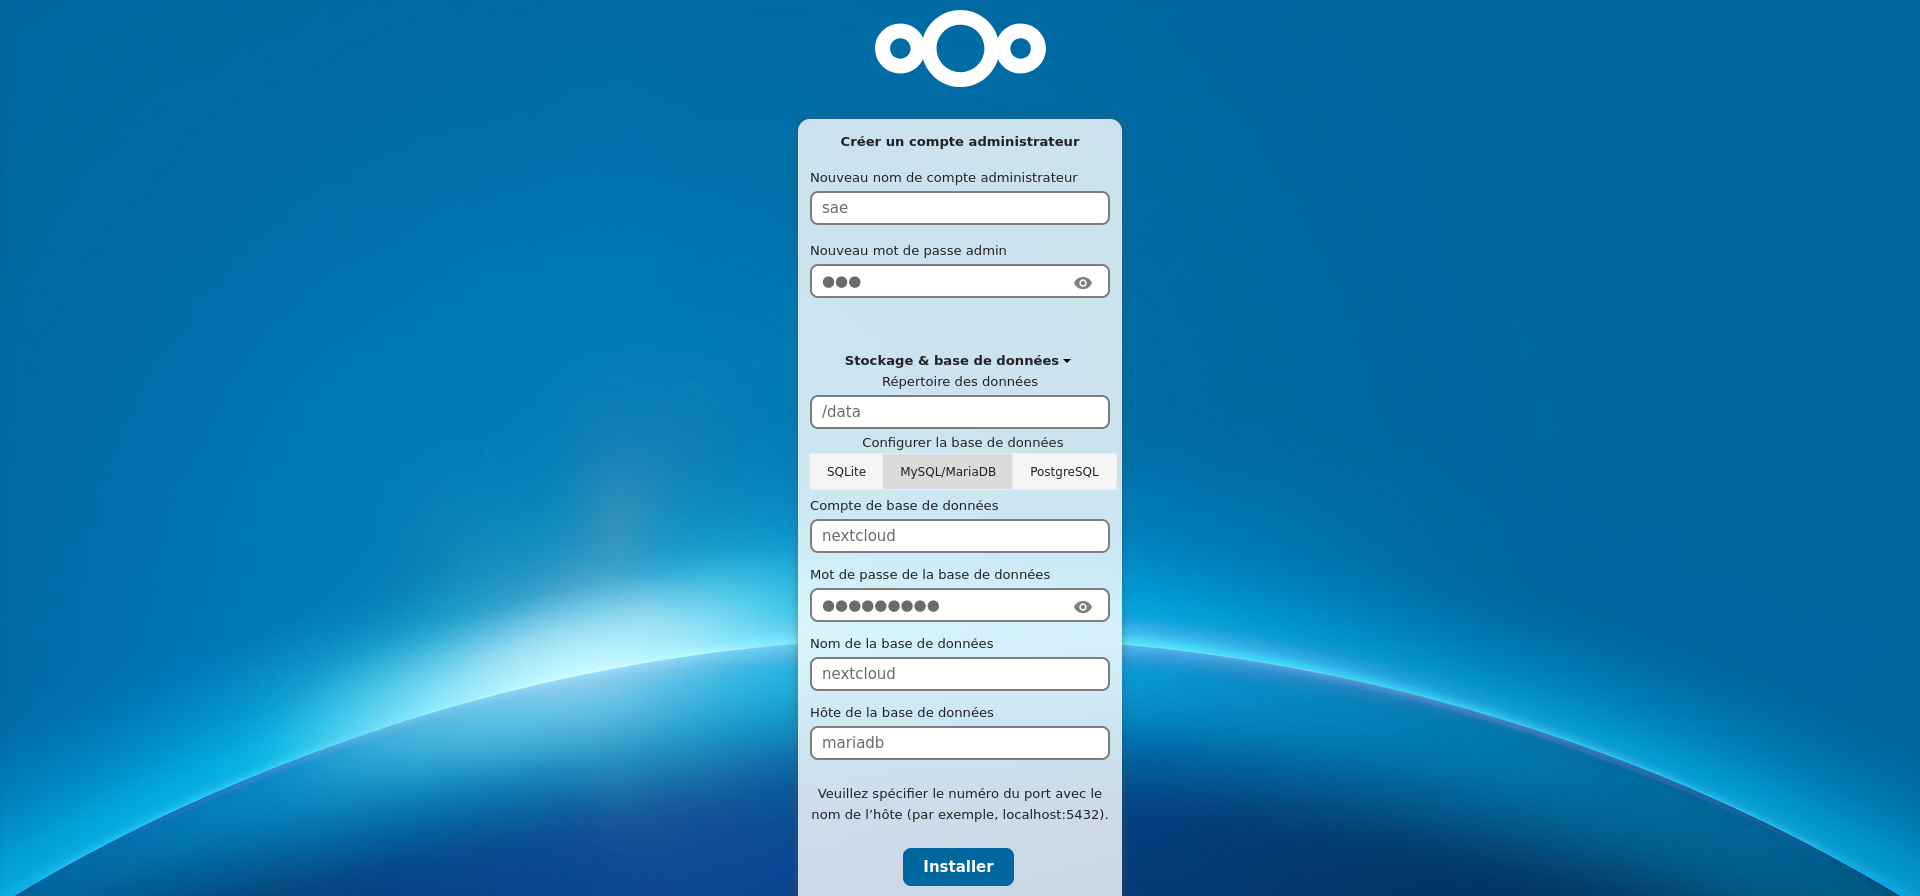 Créer un compte administrateur
Nouveau nom de compte administrateur
sae
Nouveau mot de passe admin
●●●
Stockage & base de données
Répertoire des données
/data
Configurer la base de données
SQLite MySQL/MariaDB PostgreSQL
Compte de base de données
nextcloud
Mot de passe de la base de données
●●●●●●●●●
Nom de la base de données
nextcloud
Hôte de la base de données
mariadb
Veuillez spécifier le numéro du port avec le
nom de l’hôte (par exemple, localhost:5432).
Installer